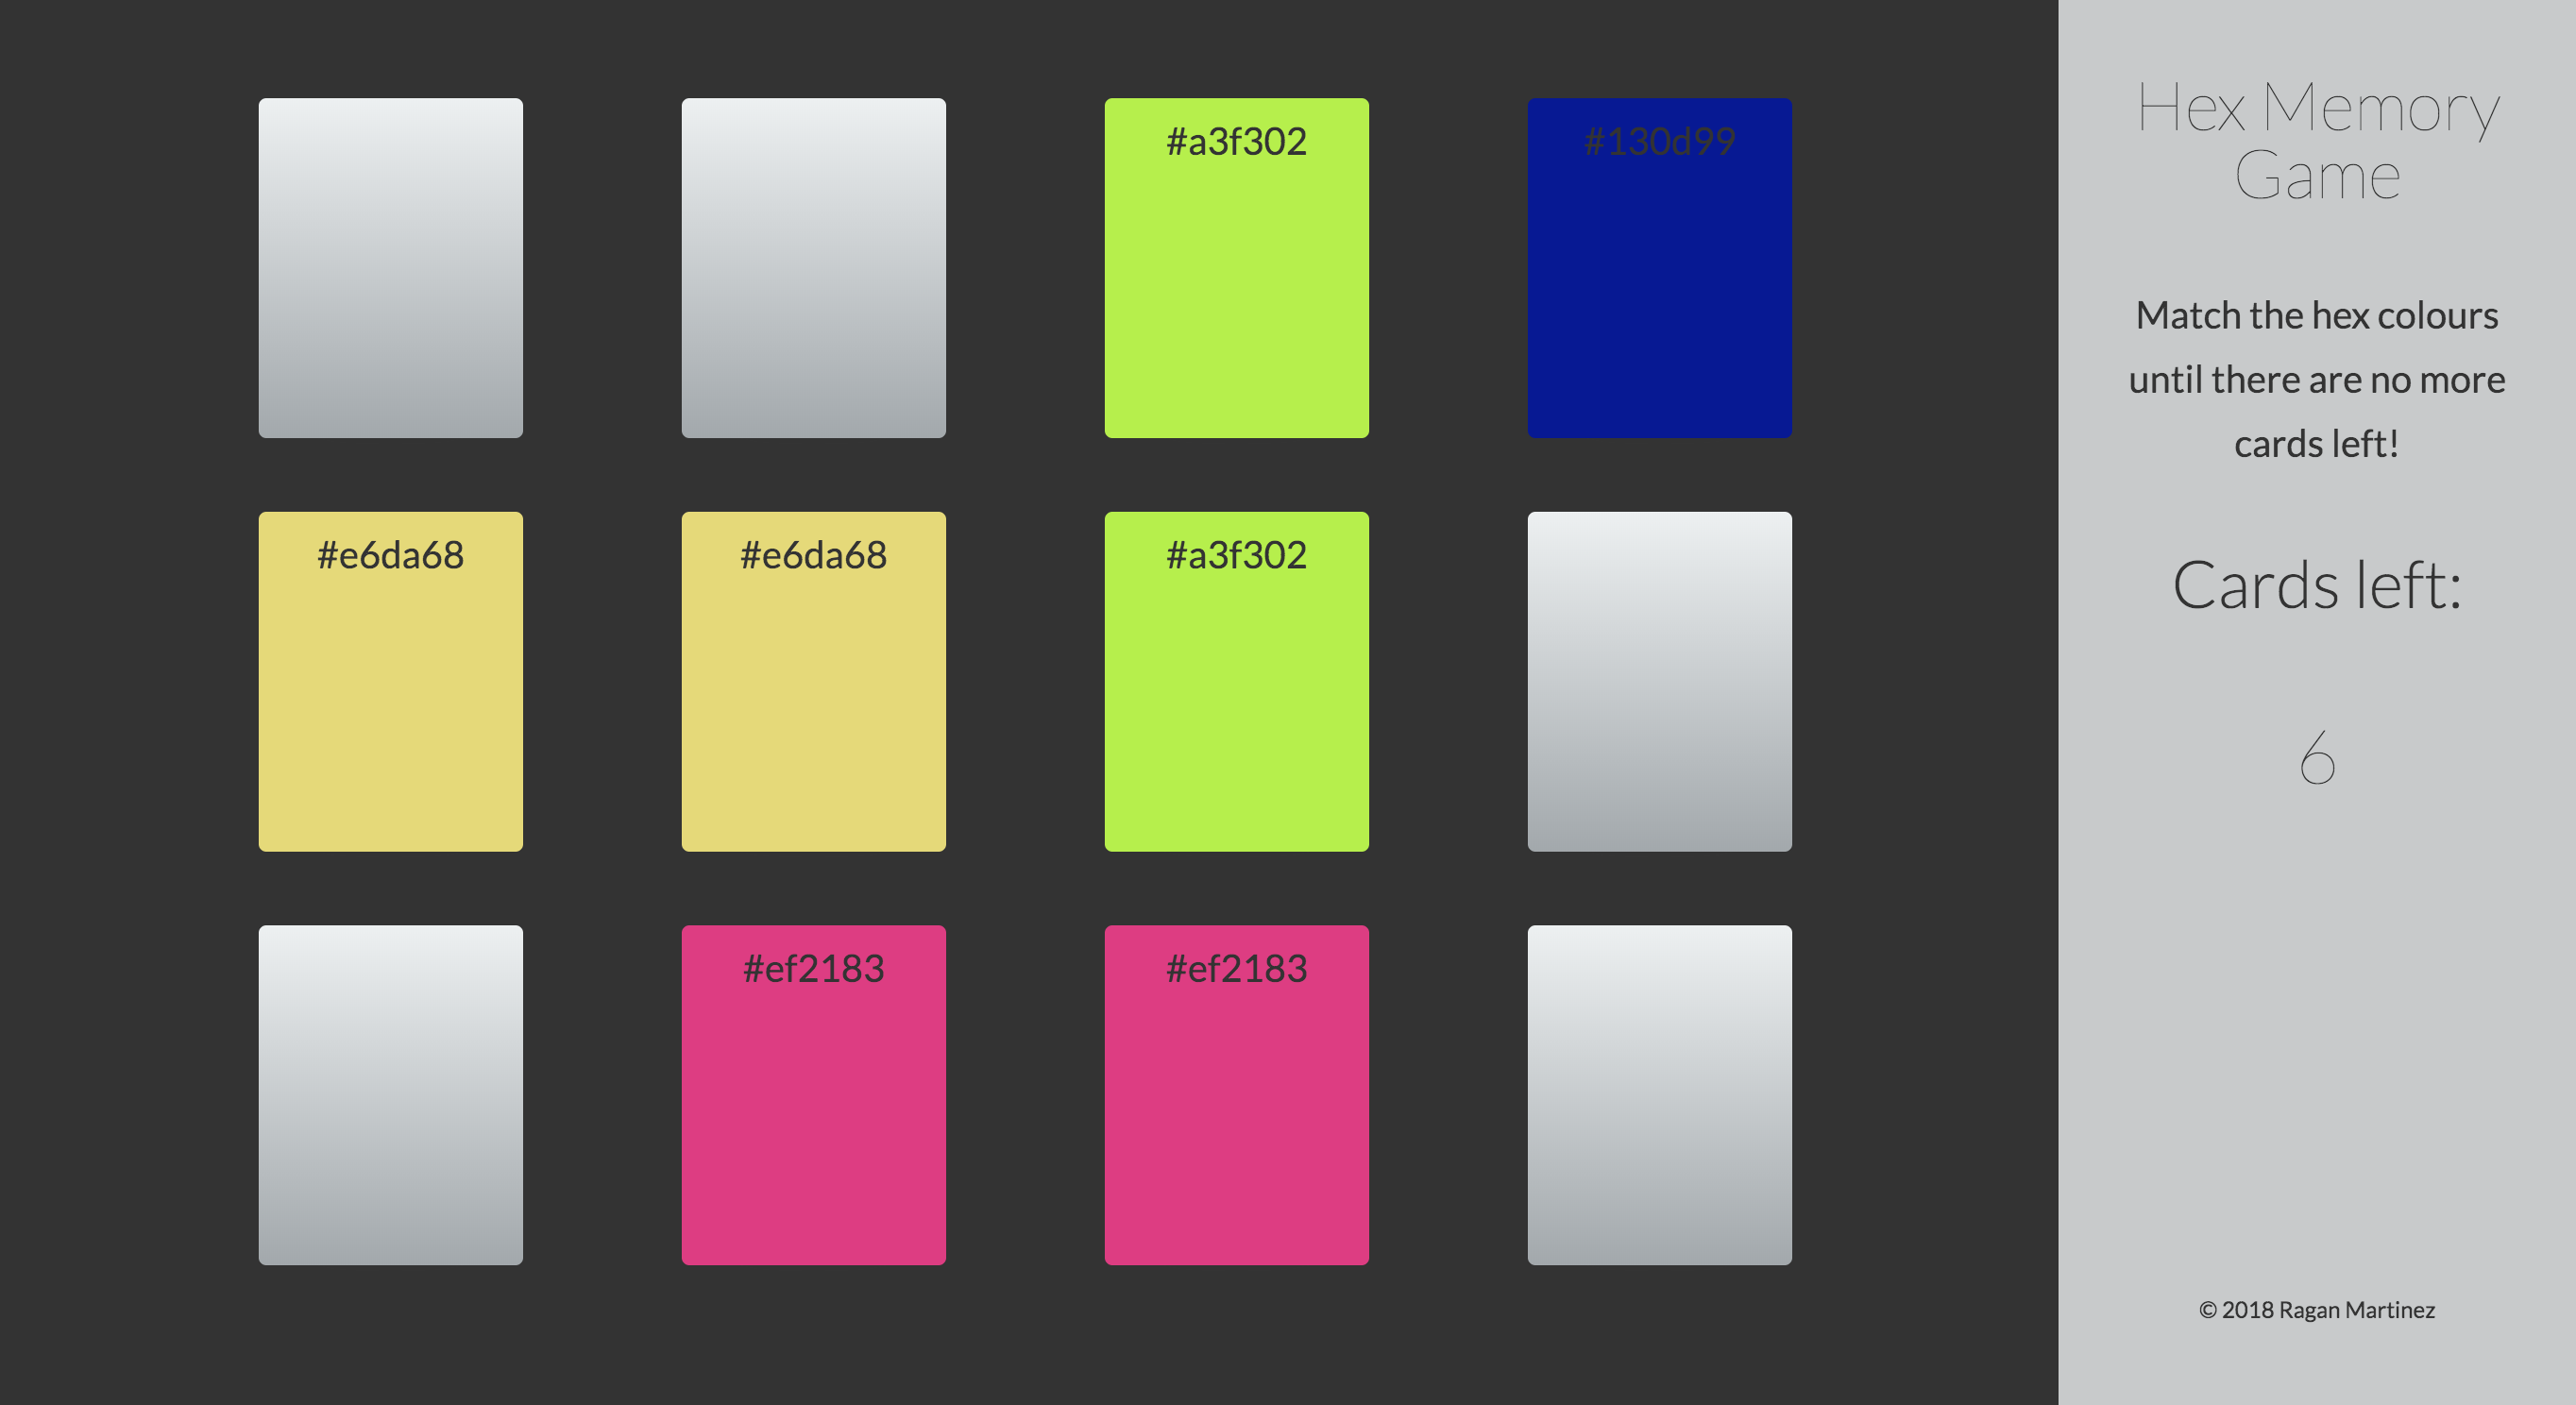 #a3f302
#130d99
#e6da68
#e6da68
#a3f302
#ef2183
#ef2183
Hex Memory
Game
Match the hex colours
until there are no more
cards left!
Cards left:
6
© 2018 Ragan Martinez